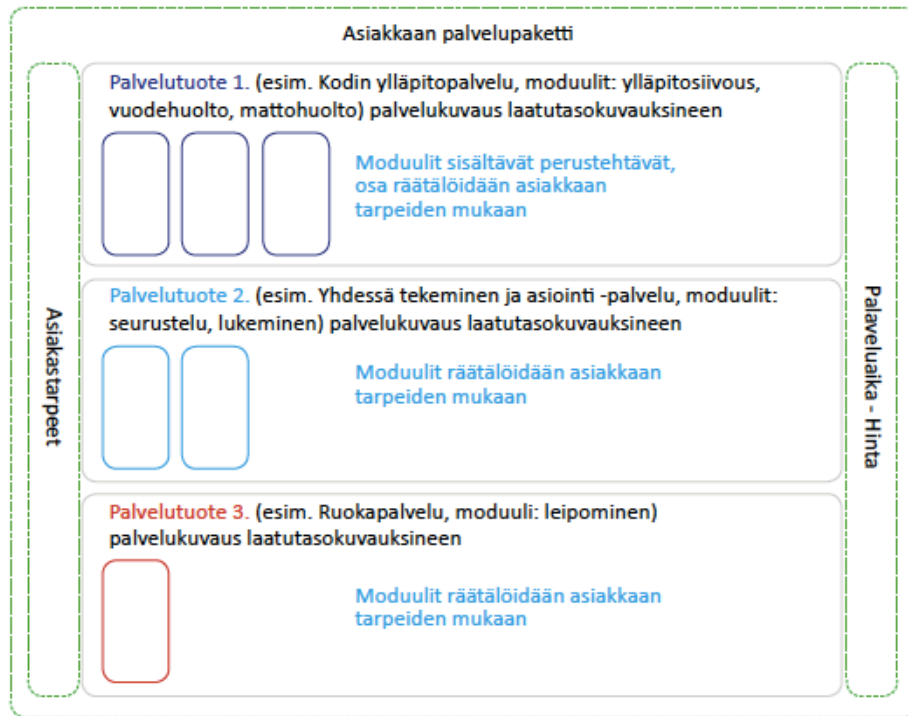 Asiakkaan palvelupaketti
Asiakastarpeet
Palvelutuote 1. (esim. Kodin ylläpitopalvelu, moduulit: ylläpitosiivous,
vuodehuolto, mattohuolto) palvelukuvaus laatutasokuvauksineen
Moduulit sisältävät perustehtävät,
osa räätälöidään asiakkaan
tarpeiden mukaan
Palvelutuote 2. (esim. Yhdessä tekeminen ja asiointi -palvelu, moduulit:
seurustelu, lukeminen) palvelukuvaus laatutasokuvauksineen
Moduulit räätälöidään asiakkaan
tarpeiden mukaan
Palvelutuote 3. (esim. Ruokapalvelu, moduuli: leipominen)
palvelukuvaus laatutasokuvauksineen
Moduulit räätälöidään asiakkaan
tarpeiden mukaan
Palaveluaika - Hinta